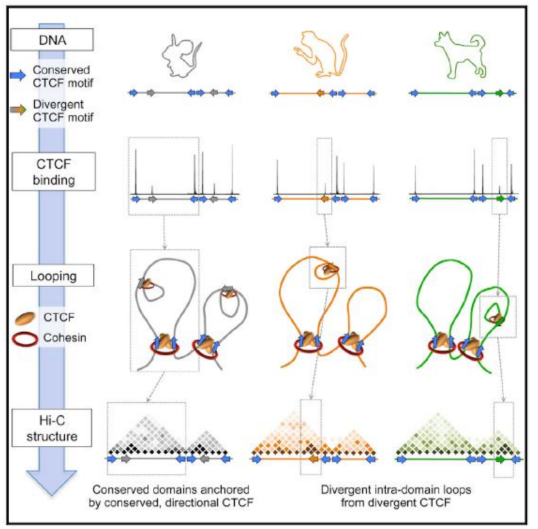 DNA
Conserved
CTCF motif
Divergent
CTCF motif
CTCF
binding
Looping
CTCF
Cohesin
Hi-C
structure
Conserved domains anchored
by conserved, directional CTCF
Divergent intra-domain loops
from divergent CTCF